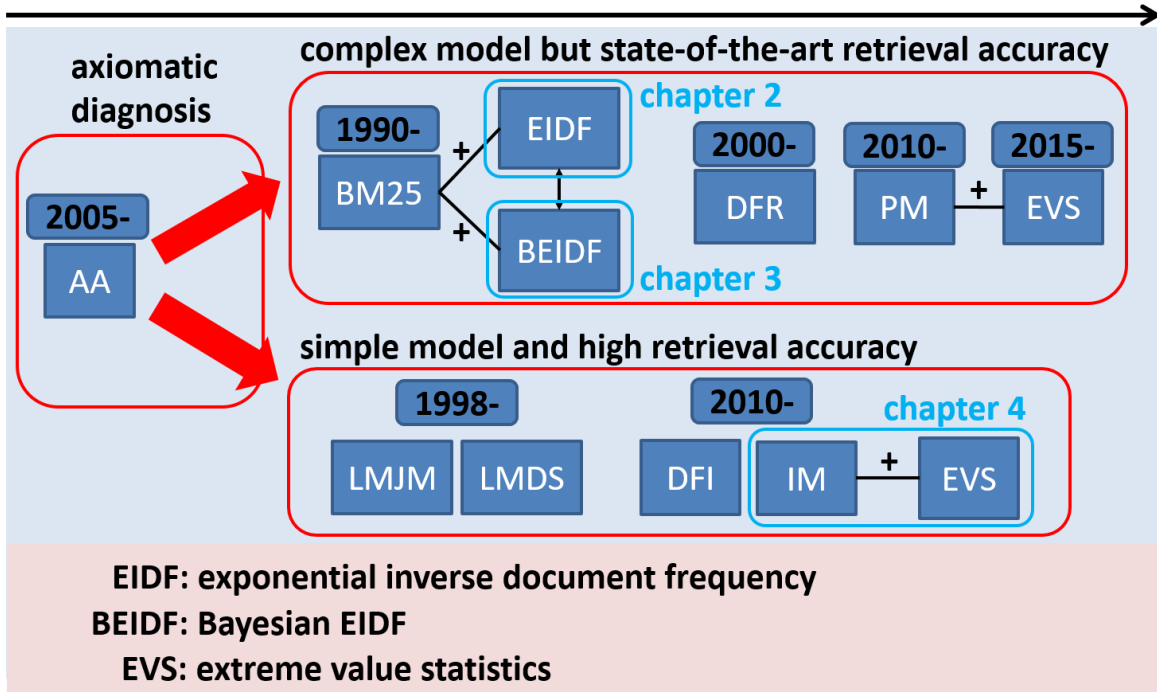 complex model but state-of-the-art retrieval accuracy
axiomatic
diagnosis
2005-
AA
chapter 2
1990-
BM25
+
EIDF
+
BEIDF
chapter 3
2000-
DFR
2010-
PM
+
2015-
EVS
simple model and high retrieval accuracy
1998-
LMJM
LMDS
2010-
DFI
chapter 4
IM
+
EVS
EIDF: exponential inverse document frequency
BEIDF: Bayesian EIDF
EVS: extreme value statistics